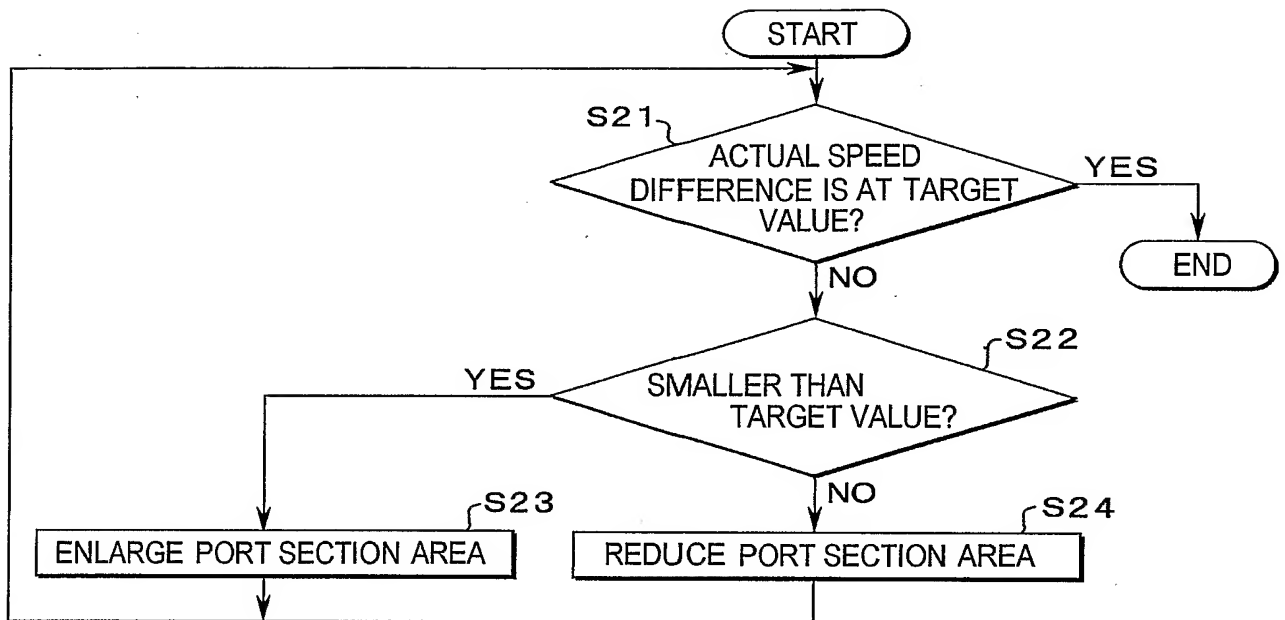 START
S21
ACTUAL SPEED
DIFFERENCE IS AT TARGET
VALUE?
YES
END
NO
S22
YES
SMALLER THAN
TARGET VALUE?
NO
S23
S24
ENLARGE PORT SECTION AREA
REDUCE PORT SECTION AREA